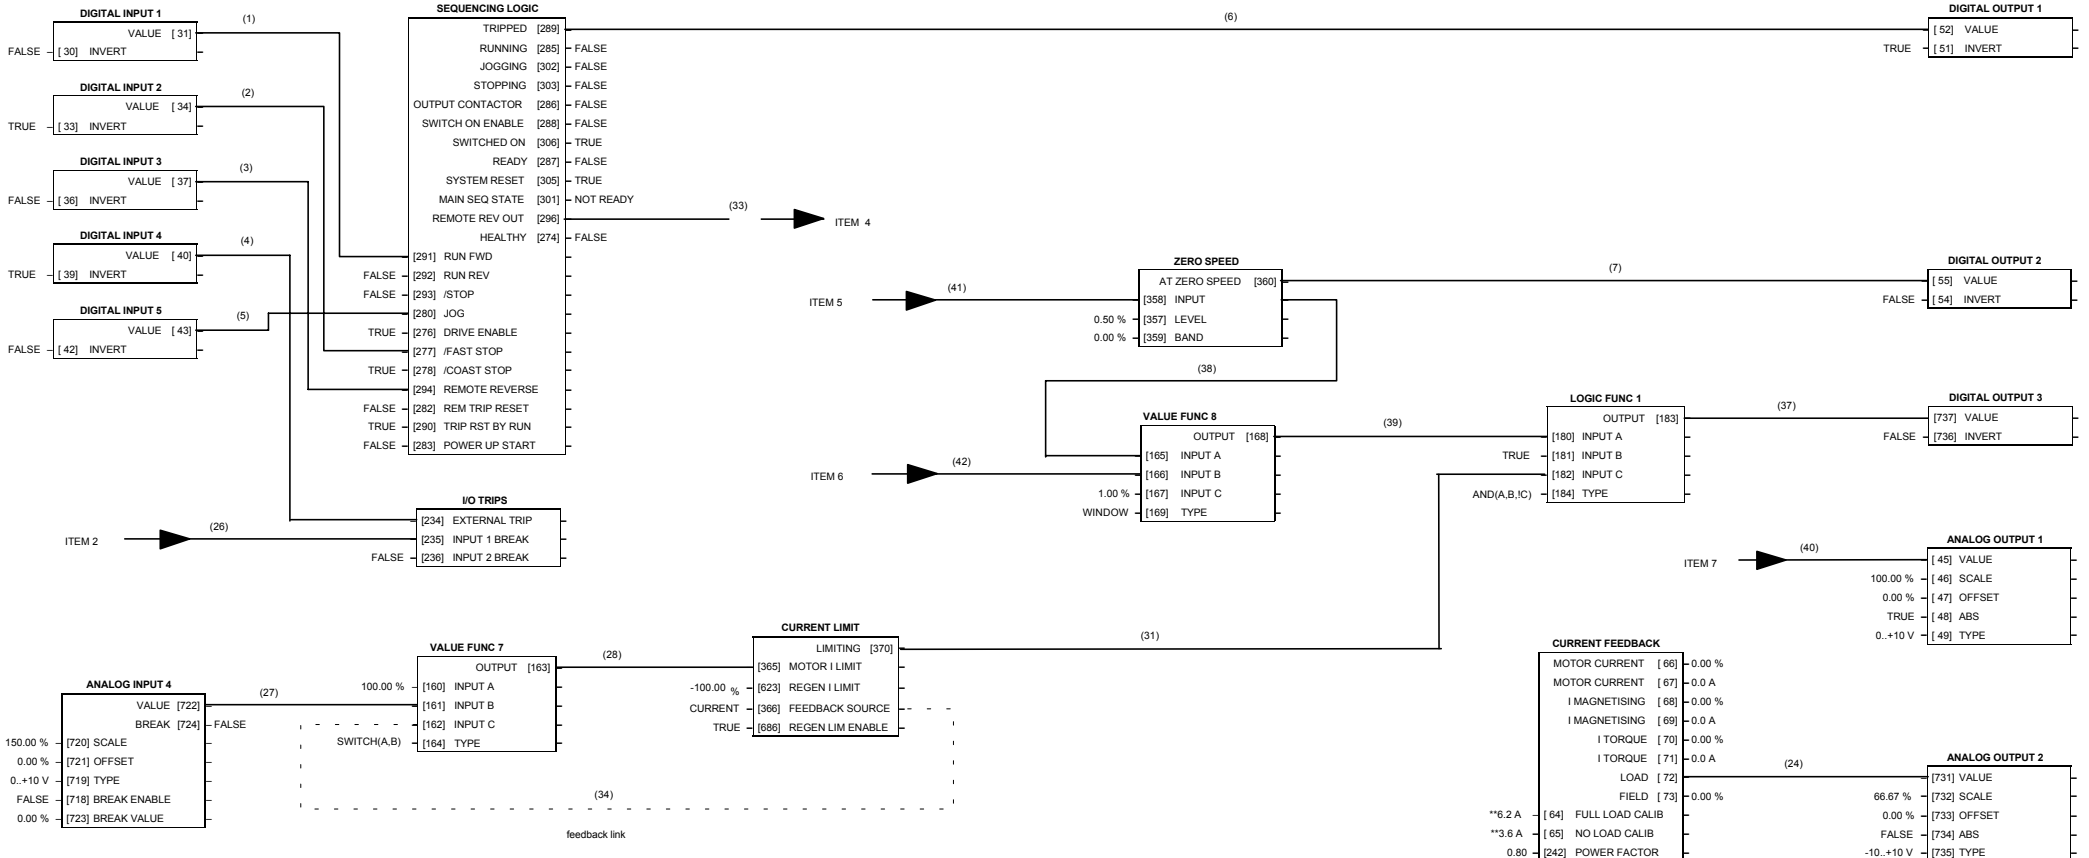 DIGITAL INPUT 1
VALUE [ 31]
FALSE [ 30] INVERT
(1)
DIGITAL INPUT 2
VALUE [ 34]
TRUE [ 33] INVERT
(2)
DIGITAL INPUT 3
VALUE [ 37]
FALSE [ 36] INVERT
(3)
DIGITAL INPUT 4
VALUE [ 40]
TRUE [ 39] INVERT
(4)
DIGITAL INPUT 5
VALUE [ 43]
FALSE [ 42] INVERT
(5)
SEQUENCING LOGIC
TRIPPED [289]
RUNNING [285] FALSE
JOGGING [302] FALSE
STOPPING [303] FALSE
OUTPUT CONTACTOR [286] FALSE
SWITCH ON ENABLE [288] FALSE
SWITCHED ON [306] TRUE
READY [287] FALSE
SYSTEM RESET [305] TRUE
MAIN SEQ STATE [301] NOT READY
REMOTE REV OUT [296]
HEALTHY [274] FALSE
[291] RUN FWD
FALSE [292] RUN REV
FALSE [293] /STOP
[280] JOG
TRUE [276] DRIVE ENABLE
[277] /FAST STOP
TRUE [278] /COAST STOP
[294] REMOTE REVERSE
FALSE [282] REM TRIP RESET
TRUE [290] TRIP RST BY RUN
FALSE [283] POWER UP START
(6)
(33)
ITEM 4
DIGITAL OUTPUT 1
[ 52] VALUE
TRUE [ 51] INVERT
ZERO SPEED
AT ZERO SPEED [360]
[358] INPUT
0.50 % [357] LEVEL
0.00 % [359] BAND
ITEM 5
(41)
(7)
(38)
DIGITAL OUTPUT 2
[ 55] VALUE
FALSE [ 54] INVERT
VALUE FUNC 8
OUTPUT [168]
[165] INPUT A
[166] INPUT B
1.00 % [167] INPUT C
WINDOW [169] TYPE
ITEM 6
(42)
(39)
LOGIC FUNC 1
OUTPUT [183]
[180] INPUT A
TRUE [181] INPUT B
[182] INPUT C
AND(A,B,!C) [184] TYPE
(37)
DIGITAL OUTPUT 3
[737] VALUE
FALSE [736] INVERT
I/O TRIPS
[234] EXTERNAL TRIP
[235] INPUT 1 BREAK
FALSE [236] INPUT 2 BREAK
ITEM 2
(26)
ITEM 7
(40)
ANALOG OUTPUT 1
[ 45] VALUE
100.00 % [ 46] SCALE
0.00 % [ 47] OFFSET
TRUE [ 48] ABS
0..+10 V [ 49] TYPE
ANALOG INPUT 4
VALUE [722]
BREAK [724] FALSE
150.00 % [720] SCALE
0.00 % [721] OFFSET
0..+10 V [719] TYPE
FALSE [718] BREAK ENABLE
0.00 % [723] BREAK VALUE
(27)
VALUE FUNC 7
OUTPUT [163]
100.00 % [160] INPUT A
[161] INPUT B
[162] INPUT C
SWITCH(A,B) [164] TYPE
(28)
CURRENT LIMIT
LIMITING [370]
[365] MOTOR I LIMIT
-100.00 % [623] REGEN I LIMIT
CURRENT [366] FEEDBACK SOURCE
TRUE [686] REGEN LIM ENABLE
(31)
(34)
feedback link
CURRENT FEEDBACK
MOTOR CURRENT [ 66] 0.00 %
MOTOR CURRENT [ 67] 0.0 A
I MAGNETISING [ 68] 0.00 %
I MAGNETISING [ 69] 0.0 A
I TORQUE [ 70] 0.00 %
I TORQUE [ 71] 0.0 A
LOAD [ 72]
FIELD [ 73] 0.00 %
**6.2 A [ 64] FULL LOAD CALIB
**3.6 A [ 65] NO LOAD CALIB
0.80 [242] POWER FACTOR
(24)
ANALOG OUTPUT 2
[731] VALUE
66.67 % [732] SCALE
0.00 % [733] OFFSET
FALSE [734] ABS
-10..+10 V [735] TYPE